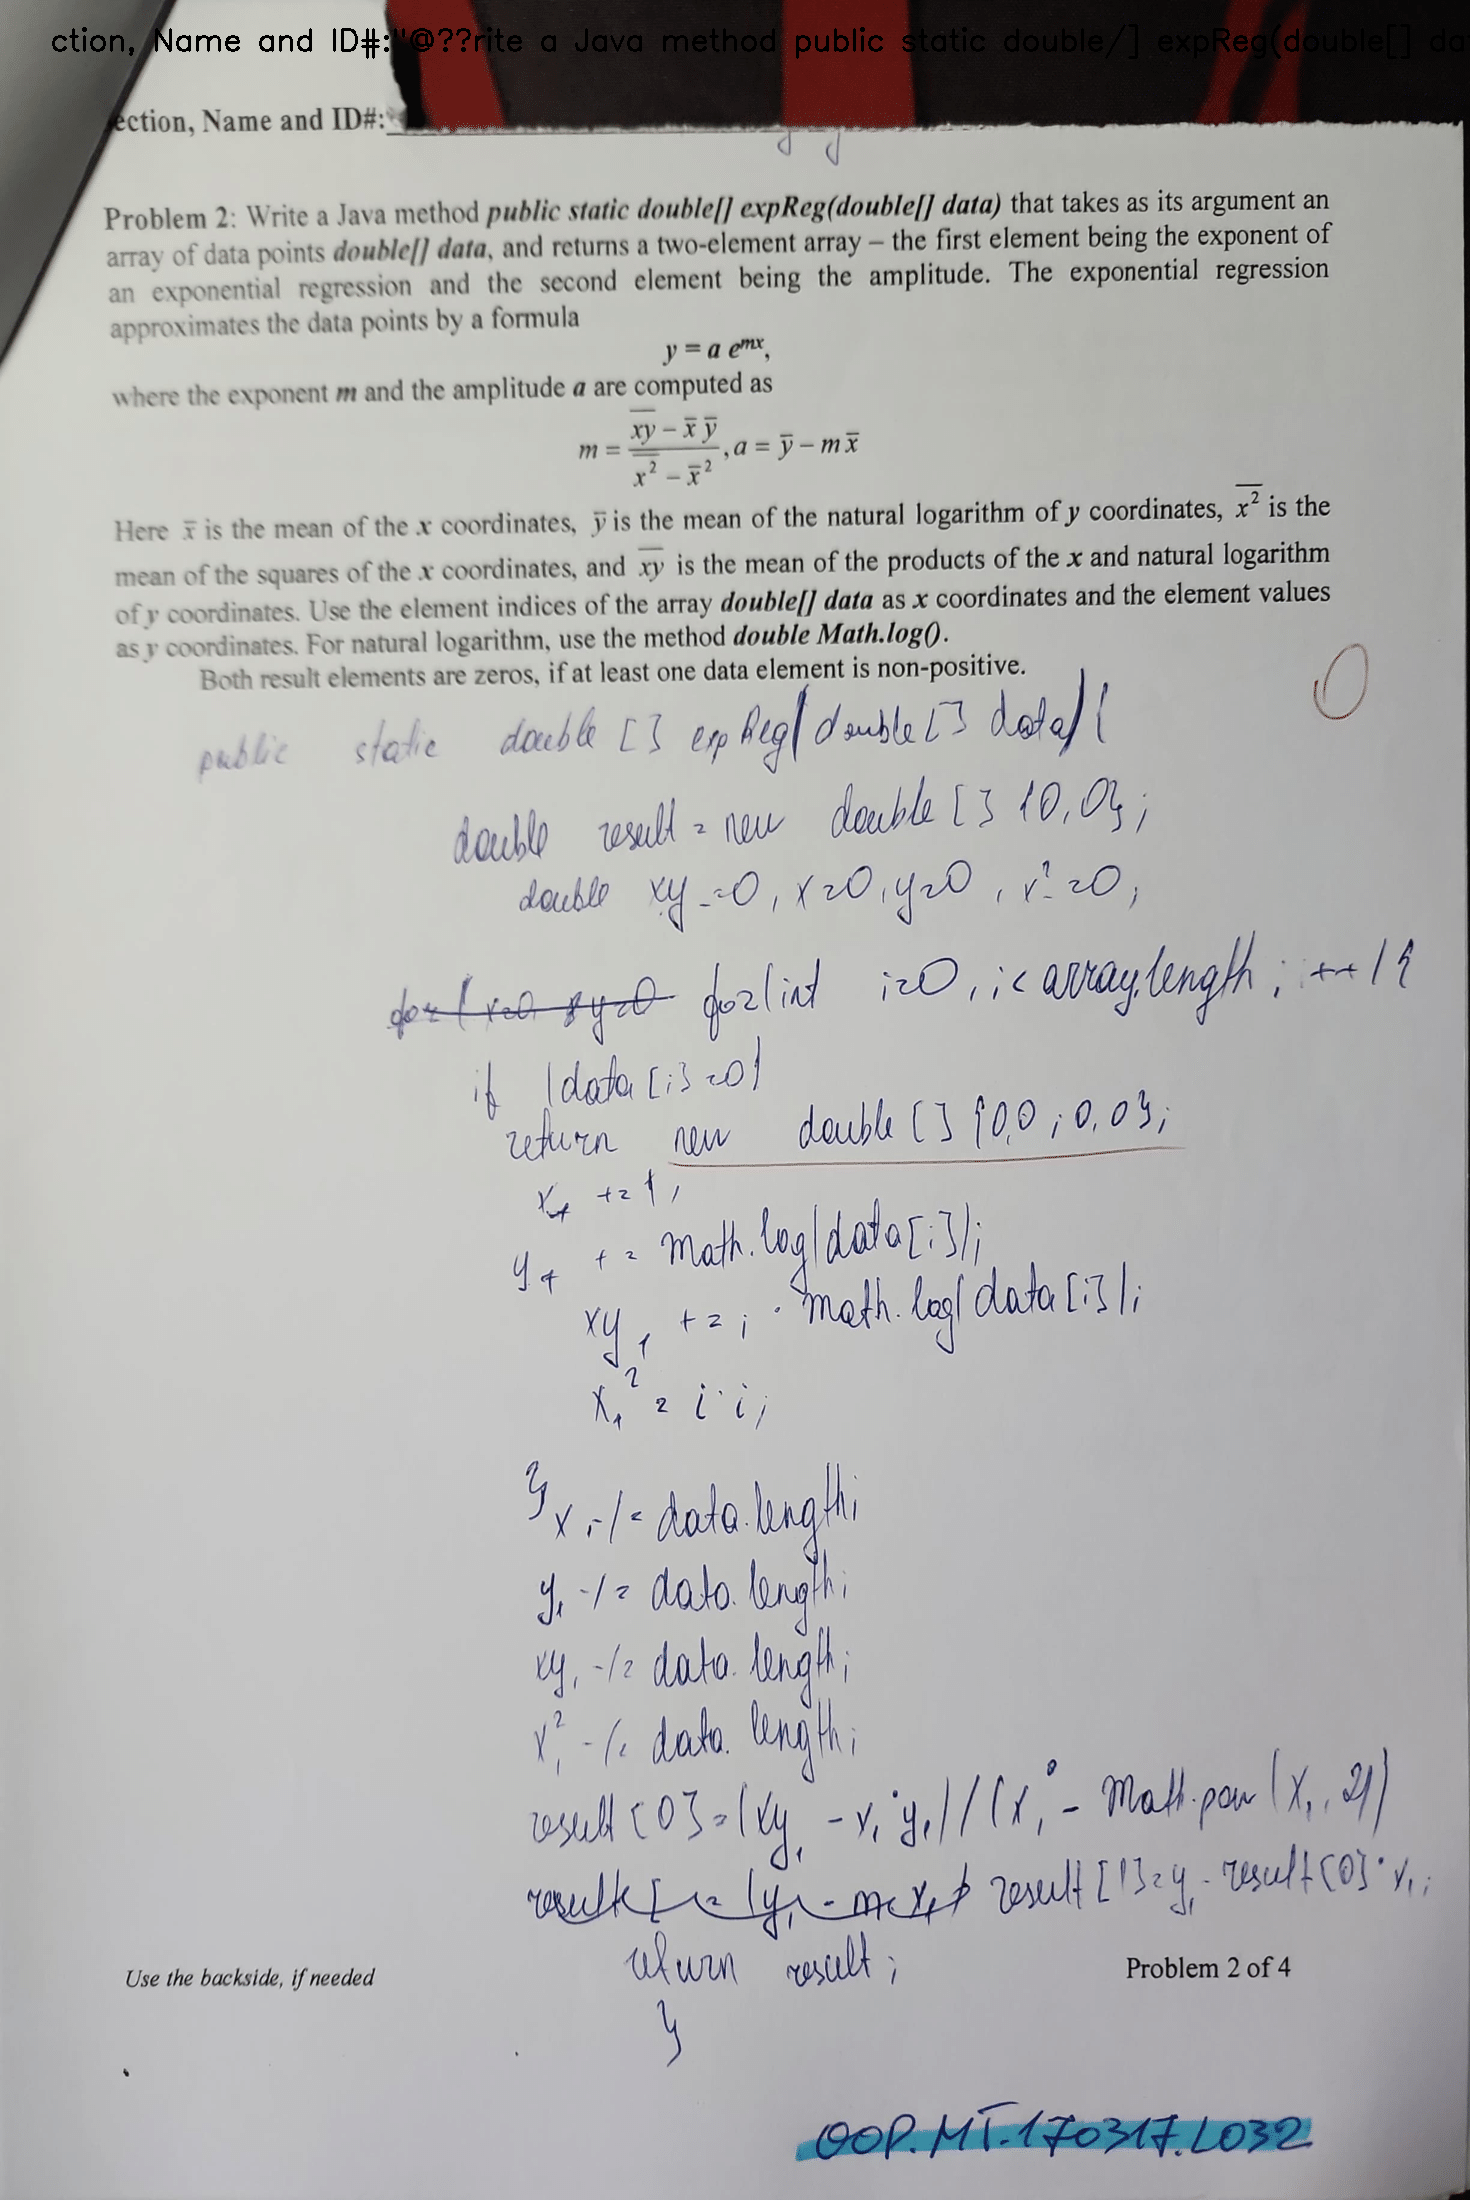 ction, Name and ID#:"@??rite a Java method public static double/] expReg(double[] da
ection, Name and ID#:
Problem 2: Write a Java method public static double[] expReg(double[] data) that takes as its argument an
array of data points double[] data, and returns a two-element array – the first element being the exponent of
an exponential regression and the second element being the amplitude. The exponential regression
approximates the data points by a formula
y = a e^{mx},
where the exponent m and the amplitude a are computed as
m = \frac{\overline{xy} - \bar{x}\,\bar{y}}{\overline{x^2} - \bar{x}^2}, a = \bar{y} - m\bar{x}
Here x̄ is the mean of the x coordinates, ȳ is the mean of the natural logarithm of y coordinates, \overline{x^2} is the
mean of the squares of the x coordinates, and \overline{xy} is the mean of the products of the x and natural logarithm
of y coordinates. Use the element indices of the array double[] data as x coordinates and the element values
as y coordinates. For natural logarithm, use the method double Math.log().
Both result elements are zeros, if at least one data element is non-positive.
0
public static double [] expReg(double[] data){
double result = new double [] {0,0};
double xy_=0, x=0, y=0, x²=0;
for(int i=0, i< array.length; ++){
if (data[i]=0)
return new double [] {0,0; 0.0};
x₁ += 1;
y₁ += Math.log(data[i]);
xy₁ += i · Math.log(data[i]);
x₁² = i·i;
}
x₁ -/= data.length;
y₁ -/= data.length;
xy₁ -/= data.length;
x₁² -/= data.length;
result[0]=(xy₁ - x₁·y₁)/(x₁° - Math.pow(x₁, 2))
result[1]=y₁ - result[0]·x₁;
return result;
Use the backside, if needed
Problem 2 of 4
}
OOP.MT.170317.L032